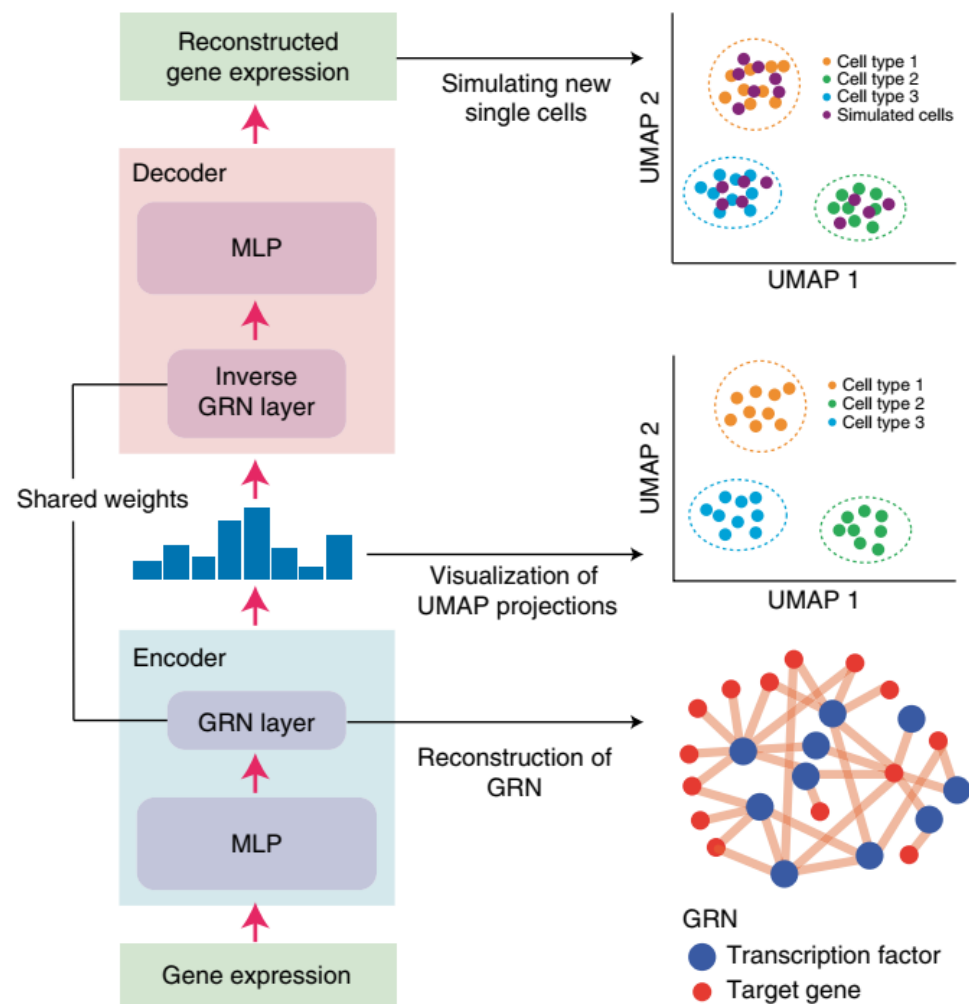 Reconstructed
gene expression
Simulating new
single cells
UMAP 2
Cell type 1
Cell type 2
Cell type 3
Simulated cells
UMAP 1
Decoder
MLP
Inverse
GRN layer
Shared weights
Visualization of
UMAP projections
UMAP 2
Cell type 1
Cell type 2
Cell type 3
UMAP 1
Encoder
GRN layer
MLP
Reconstruction of
GRN
Gene expression
GRN
Transcription factor
Target gene